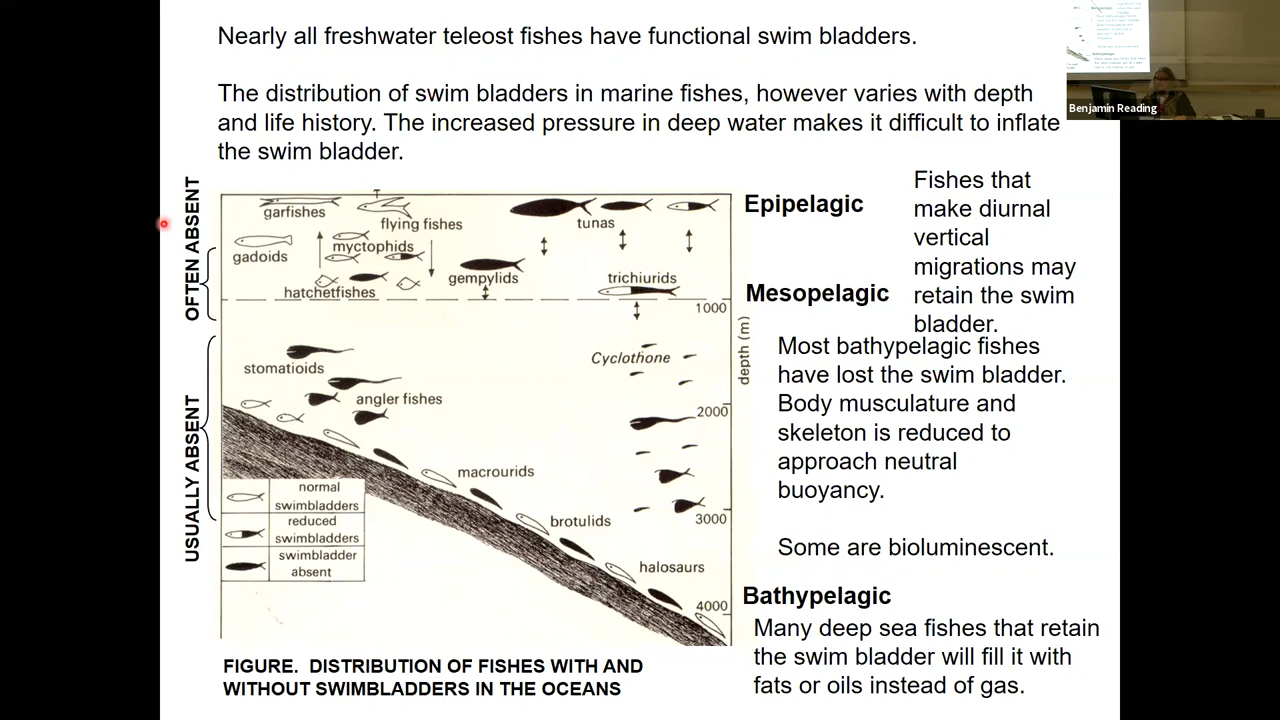 Nearly all freshwater teleost fishes have functional swim bladders.
The distribution of swim bladders in marine fishes, however varies with depth
and life history. The increased pressure in deep water makes it difficult to inflate
the swim bladder.
Benjamin Reading
OFTEN ABSENT
USUALLY ABSENT
garfishes
flying fishes
tunas
gadoids
myctophids
gempylids
trichiurids
hatchetfishes
1000
depth (m)
stomatioids
Cyclothone
angler fishes
2000
macrourids
brotulids
3000
halosaurs
4000
normal
swimbladders
reduced
swimbladders
swimbladder
absent
Epipelagic
Fishes that
make diurnal
vertical
migrations may
retain the swim
bladder.
Mesopelagic
Most bathypelagic fishes
have lost the swim bladder.
Body musculature and
skeleton is reduced to
approach neutral
buoyancy.
Some are bioluminescent.
Bathypelagic
Many deep sea fishes that retain
the swim bladder will fill it with
fats or oils instead of gas.
FIGURE. DISTRIBUTION OF FISHES WITH AND
WITHOUT SWIMBLADDERS IN THE OCEANS